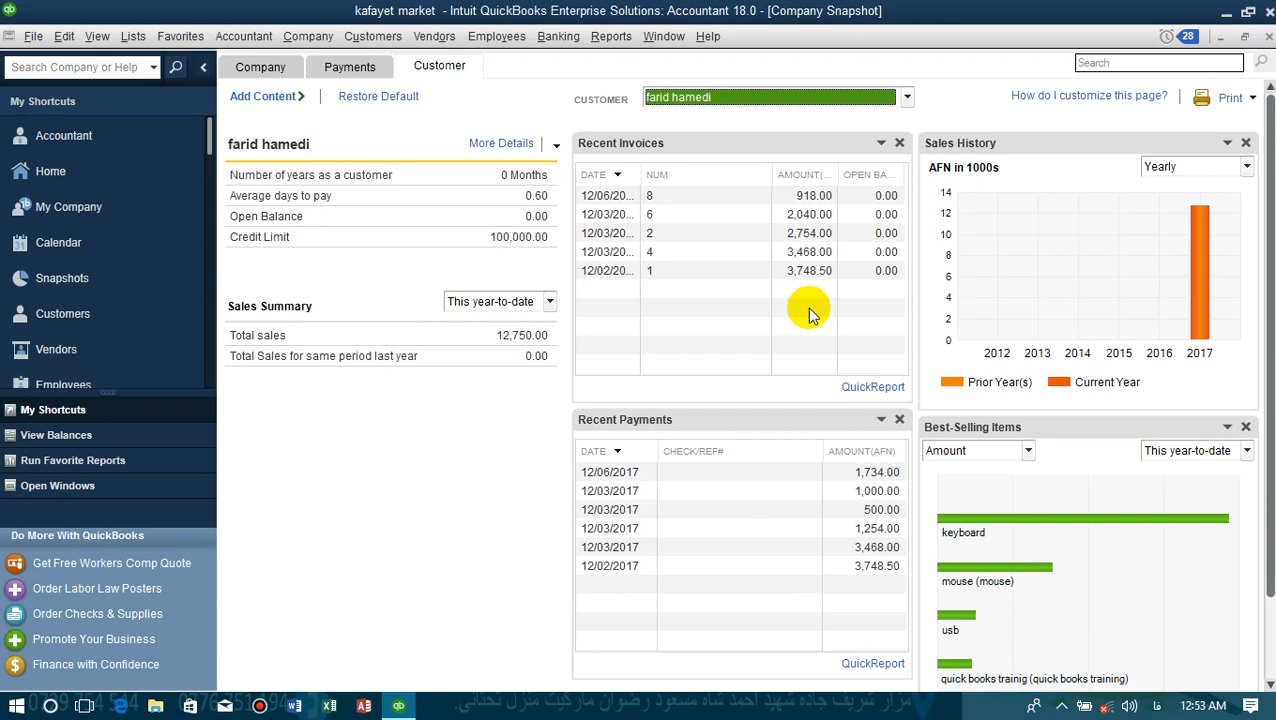 kafayet market - Intuit QuickBooks Enterprise Solutions: Accountant 18.0 - [Company Snapshot]
File Edit View Lists Favorites Accountant Company Customers Vendors Employees Banking Reports Window Help 28
Search Company or Help
Company Payments Customer
Search
My Shortcuts
Add Content Restore Default
CUSTOMER farid hamedi
How do I customize this page? Print
Accountant
Home
My Company
Calendar
Snapshots
Customers
Vendors
Employees
My Shortcuts
View Balances
Run Favorite Reports
Open Windows
Do More With QuickBooks
Get Free Workers Comp Quote
Order Labor Law Posters
Order Checks & Supplies
Promote Your Business
Finance with Confidence
farid hamedi More Details
Number of years as a customer 0 Months
Average days to pay 0.60
Open Balance 0.00
Credit Limit 100,000.00
Sales Summary This year-to-date
Total sales 12,750.00
Total Sales for same period last year 0.00
Recent Invoices
DATE NUM AMOUNT(... OPEN BA...
12/06/20... 8 918.00 0.00
12/03/20... 6 2,040.00 0.00
12/03/20... 2 2,754.00 0.00
12/03/20... 4 3,468.00 0.00
12/02/20... 1 3,748.50 0.00
QuickReport
Recent Payments
DATE CHECK/REF# AMOUNT(AFN)
12/06/2017 1,734.00
12/03/2017 1,000.00
12/03/2017 500.00
12/03/2017 1,254.00
12/03/2017 3,468.00
12/02/2017 3,748.50
QuickReport
Sales History
AFN in 1000s Yearly
14
12
10
8
6
4
2
0
2012 2013 2014 2015 2016 2017
Prior Year(s) Current Year
Best-Selling Items
Amount This year-to-date
keyboard
mouse (mouse)
usb
quick books trainig (quick books training)
مزار شریف جاده شهید احمد شاه مسعود رضوان مارکیت منزل تحتانی.
12:53 AM